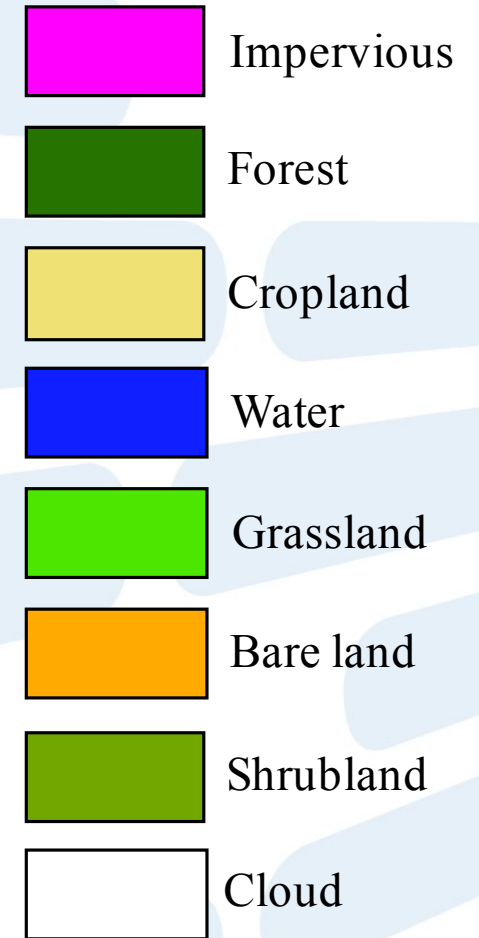 Impervious
Forest
Cropland
Water
Grassland
Bare land
Shrubland
Cloud